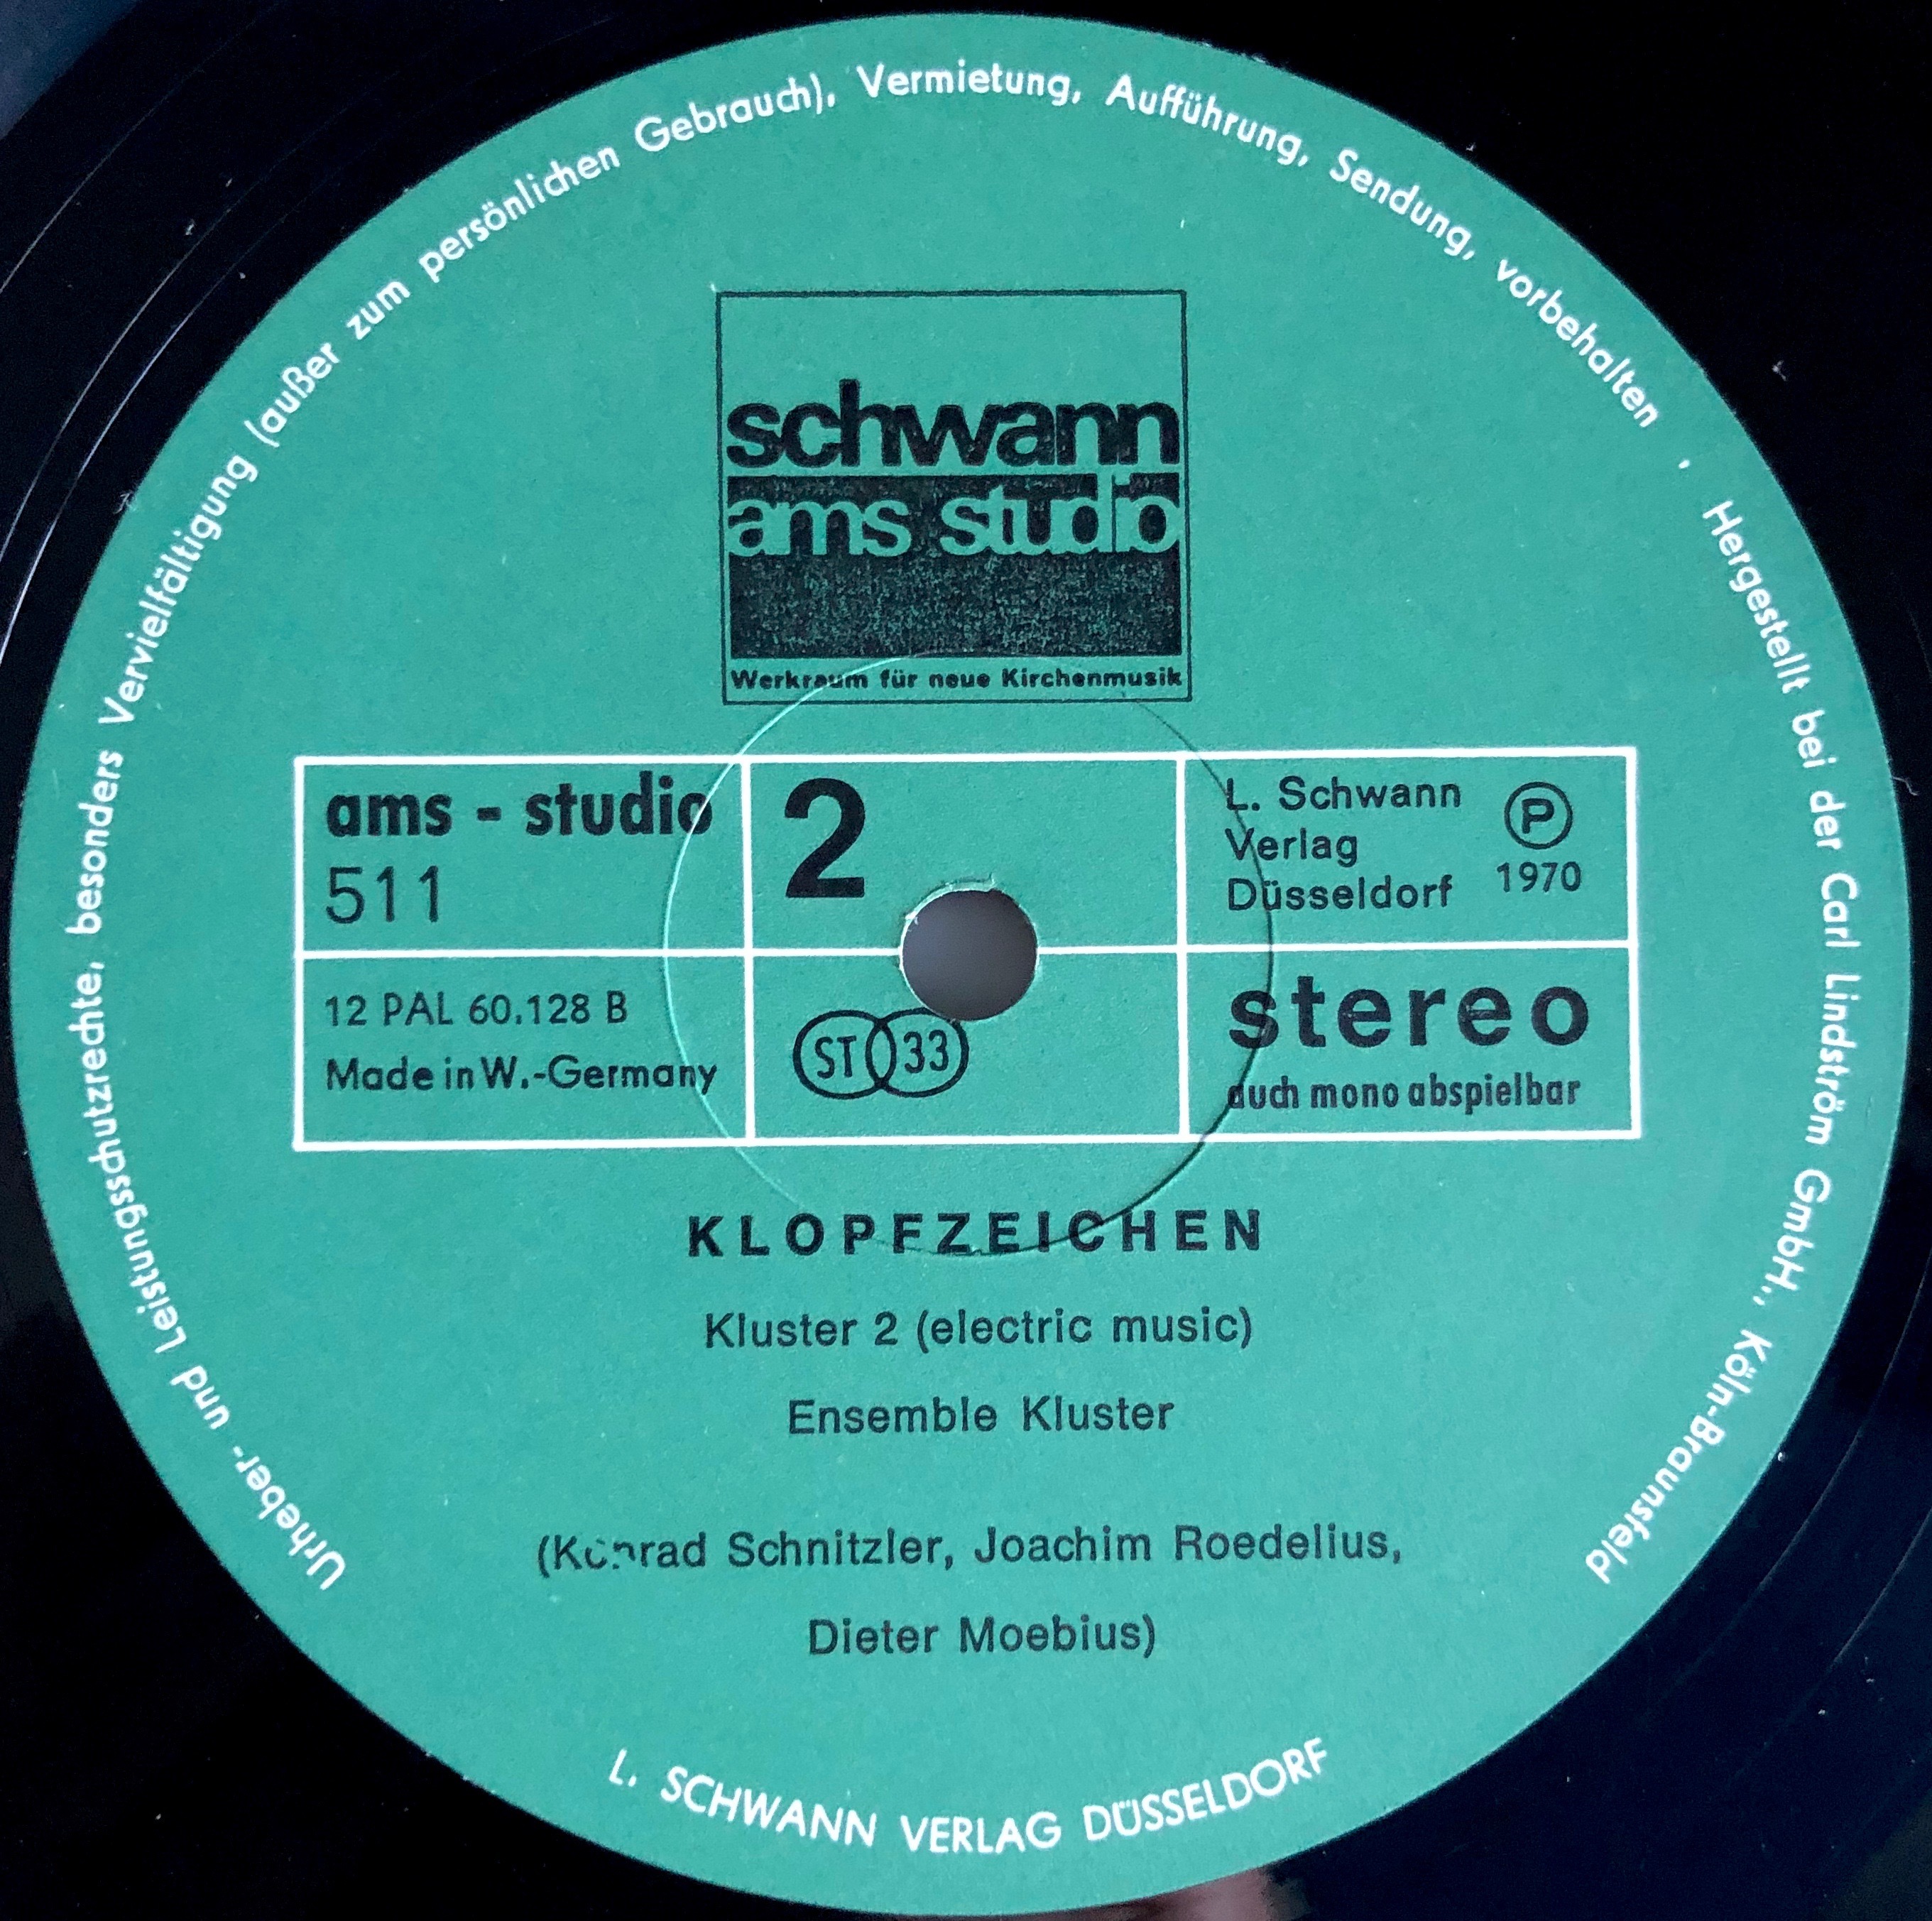 Urheber- und Leistungsschutzrechte, besonders Vervielfältigung (außer zum persönlichen Gebrauch), Vermietung, Aufführung, Sendung, vorbehalten . Hergestellt bei der Carl Lindström GmbH., Köln-Braunsfeld
schwann
ams studio
Werkraum für neue Kirchenmusik
ams - studio
511
2
L. Schwann
Verlag
Düsseldorf
Ⓟ
1970
12 PAL 60.128 B
Made in W.-Germany
ST 33
stereo
auch mono abspielbar
KLOPFZEICHEN
Kluster 2 (electric music)
Ensemble Kluster
(Konrad Schnitzler, Joachim Roedelius,
Dieter Moebius)
L. SCHWANN VERLAG DÜSSELDORF